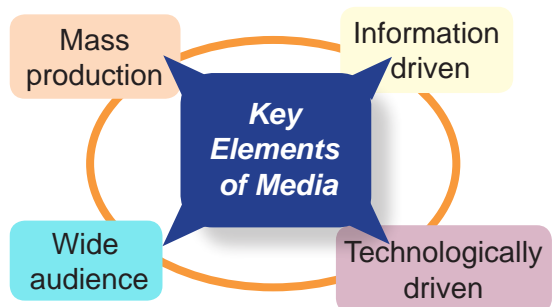 Mass
production
Information
driven
Key
Elements
of Media
Wide
audience
Technologically
driven